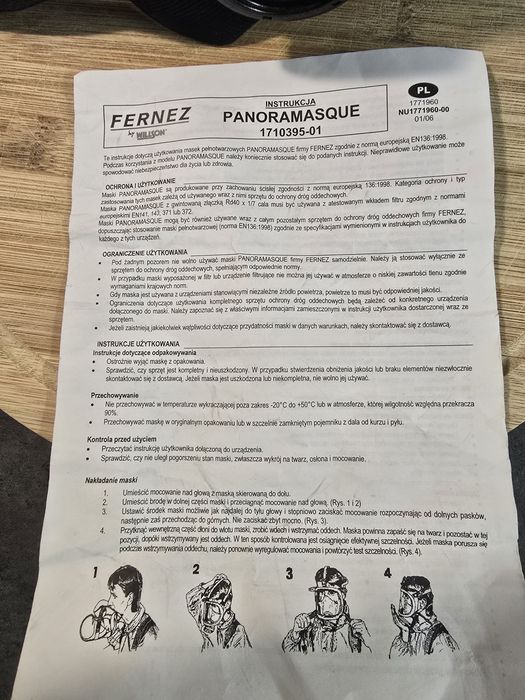 FERNEZ
by WILLSON
INSTRUKCJA
PANORAMASQUE
1710395-01
PL
1771960
NU1771960-00
01/06
Te instrukcje dotyczą użytkowania masek pełnotwarzowych PANORAMASQUE firmy FERNEZ zgodnie z normą europejską EN136:1998.
Podczas korzystania z modelu PANORAMASQUE należy koniecznie stosować się do podanych instrukcji. Nieprawidłowe użytkowanie może
spowodować niebezpieczeństwo dla życia lub zdrowia.
OCHRONA I UŻYTKOWANIE
Maski PANORAMASQUE są produkowane przy zachowaniu ścisłej zgodności z normą europejską 136:1998. Kategoria ochrony i typ
zastosowania tych masek zależą od używanego wraz z nimi sprzętu do ochrony dróg oddechowych.
Maska PANORAMASQUE z gwintowaną złączką Rd40 x 1/7 cala musi być używana z atestowanym wkładem filtru zgodnym z normami
europejskimi EN141, 143, 371 lub 372.
Maski PANORAMASQUE mogą być również używane wraz z całym pozostałym sprzętem do ochrony dróg oddechowych firmy FERNEZ,
dopuszczając stosowanie maski pełnotwarzowej (norma EN136:1998) zgodnie ze specyfikacjami wymienionymi w instrukcjach użytkownika do
każdego z tych urządzeń.
OGRANICZENIE UŻYTKOWANIA
• Pod żadnym pozorem nie wolno używać maski PANORAMASQUE firmy FERNEZ samodzielnie. Należy ją stosować wyłącznie ze
sprzętem do ochrony dróg oddechowych, spełniającym odpowiednie normy.
• W przypadku maski wyposażonej w filtr lub urządzenie filtrujące nie można jej używać w atmosferze o niskiej zawartości tlenu zgodnie
wymaganiami krajowych norm.
• Gdy maska jest używana z urządzeniami stanowiącymi niezależne źródło powietrza, powietrze to musi być odpowiedniej jakości.
• Ograniczenia dotyczące użytkowania kompletnego sprzętu ochrony dróg oddechowych będą zależeć od konkretnego urządzenia
dołączonego do maski. Należy zapoznać się z właściwymi informacjami zamieszczonymi w instrukcji użytkownika dostarczonej wraz ze
sprzętem.
• Jeżeli zaistnieją jakiekolwiek wątpliwości dotyczące przydatności maski w danych warunkach, należy skontaktować się z dostawcą.
INSTRUKCJE UŻYTKOWANIA
Instrukcje dotyczące odpakowywania
• Ostrożnie wyjąć maskę z opakowania.
• Sprawdzić, czy sprzęt jest kompletny i nieuszkodzony. W przypadku stwierdzenia obniżenia jakości lub braku elementów niezwłocznie
skontaktować się z dostawcą. Jeżeli maska jest uszkodzona lub niekompletna, nie wolno jej używać.
Przechowywanie
• Nie przechowywać w temperaturze wykraczającej poza zakres -20°C do +50°C lub w atmosferze, której wilgotność względna przekracza
90%.
• Przechowywać maskę w oryginalnym opakowaniu lub w szczelnie zamkniętym pojemniku z dala od kurzu i pyłu.
Kontrola przed użyciem
• Przeczytać instrukcję użytkownika dołączoną do urządzenia.
• Sprawdzić, czy nie uległ pogorszeniu stan maski, zwłaszcza wykrój na twarz, osłona i mocowanie.
Nakładanie maski
1. Umieścić mocowanie nad głową z maską skierowaną do dołu.
2. Umieścić brodę w dolnej części maski i przeciągnąć mocowanie nad głową, (Rys. 1 i 2)
3. Ustawić środek maski możliwie jak najdalej do tyłu głowy i stopniowo zaciskać mocowanie rozpoczynając od dolnych pasków,
następnie zaś przechodząc do górnych. Nie zaciskać zbyt mocno, (Rys. 3).
4. Przytknąć wewnętrzną część dłoni do wlotu maski, zrobić wdech i wstrzymać oddech. Maska powinna zapaść się na twarz i pozostać w tej
pozycji, dopóki wstrzymywany jest oddech. W ten sposób kontrolowana jest osiągnięcie efektywnej szczelności. Jeżeli maska porusza się
podczas wstrzymywania oddechu, należy ponownie wyregulować mocowania i powtórzyć test szczelności. (Rys. 4).
1 2 3 4